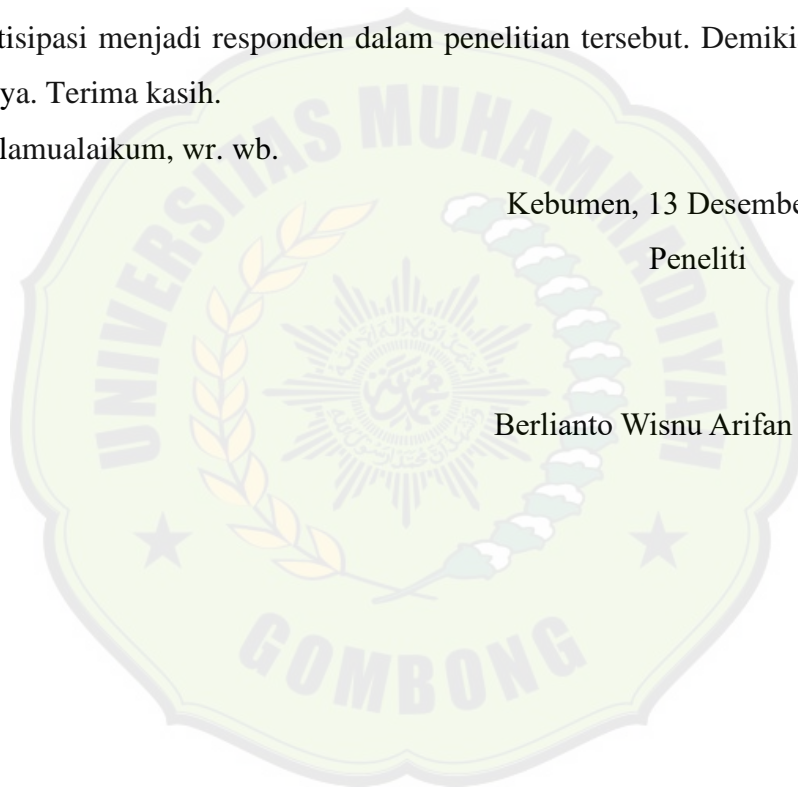 tisipasi menjadi responden dalam penelitian tersebut. Demiki
ya. Terima kasih.
lamualaikum, wr. wb.
Kebumen, 13 Desembe
Peneliti
Berlianto Wisnu Arifan
UNIVERSITAS MUHAMMADIYAH
GOMBONG